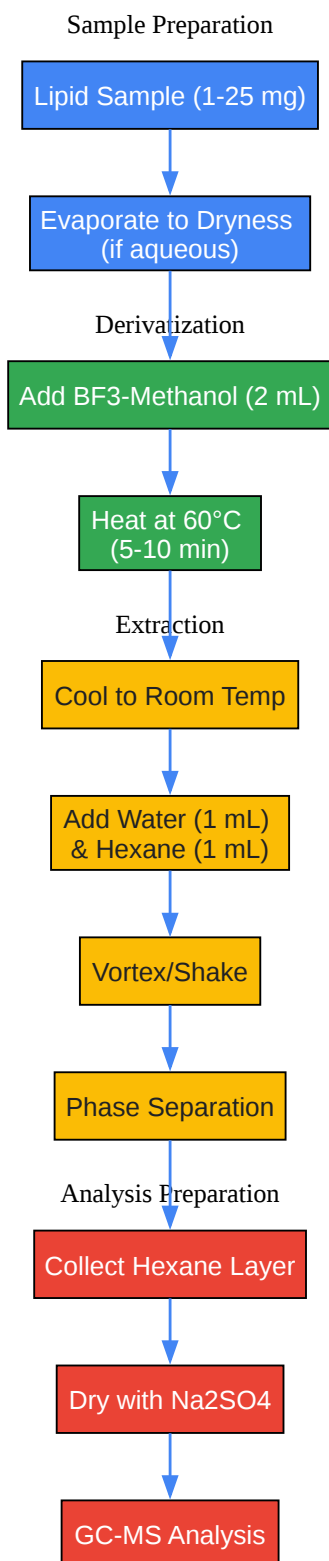 Sample Preparation
Lipid Sample (1-25 mg)
Evaporate to Dryness
(if aqueous)
Derivatization
Add BF3-Methanol (2 mL)
Heat at 60°C
(5-10 min)
Extraction
Cool to Room Temp
Add Water (1 mL)
& Hexane (1 mL)
Vortex/Shake
Phase Separation
Analysis Preparation
Collect Hexane Layer
Dry with Na2SO4
GC-MS Analysis